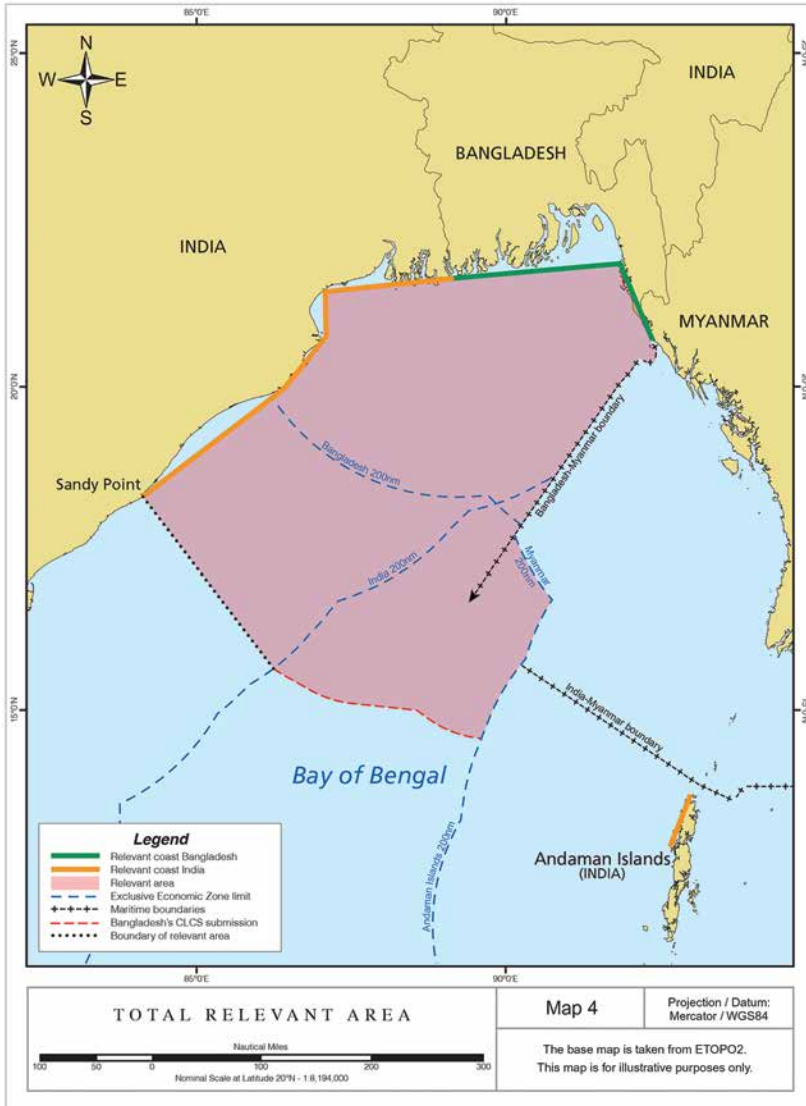 85°0'E
90°0'E
25°0'N
N
W
E
S
INDIA
BANGLADESH
INDIA
MYANMAR
20°0'N
Sandy Point
Bangladesh 200nm
Bangladesh-Myanmar boundary
India 200nm
Myanmar
200nm
15°0'N
India-Myanmar boundary
Bay of Bengal
Andaman Islands
(INDIA)
Andaman Islands 200nm
Legend
Relevant coast Bangladesh
Relevant coast India
Relevant area
Exclusive Economic Zone limit
Maritime boundaries
Bangladesh's CLCS submission
Boundary of relevant area
85°0'E
90°0'E
TOTAL RELEVANT AREA
Nautical Miles
100 50 0 100 200 300
Nominal Scale at Latitude 20°N - 1:8,194,000
Map 4
Projection / Datum:
Mercator / WGS84
The base map is taken from ETOPO2.
This map is for illustrative purposes only.